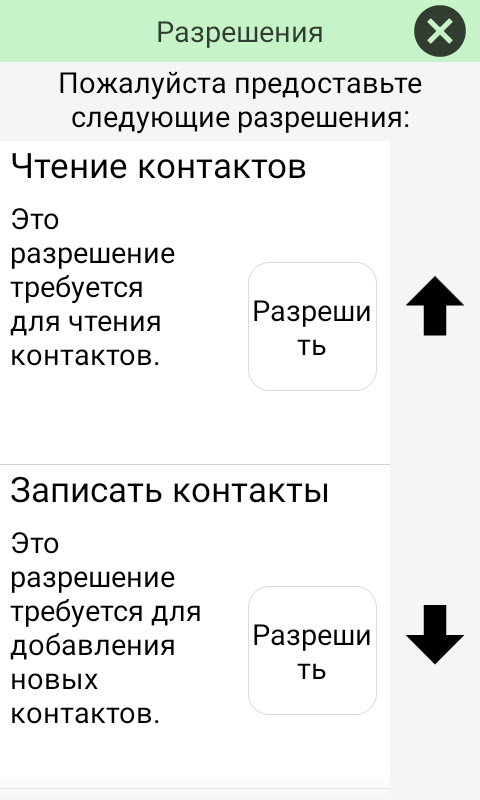 Разрешения
Пожалуйста предоставьте
следующие разрешения:
Чтение контактов
Это
разрешение
требуется
для чтения
контактов.
Разреши
ть
Записать контакты
Это
разрешение
требуется для
добавления
новых
контактов.
Разреши
ть